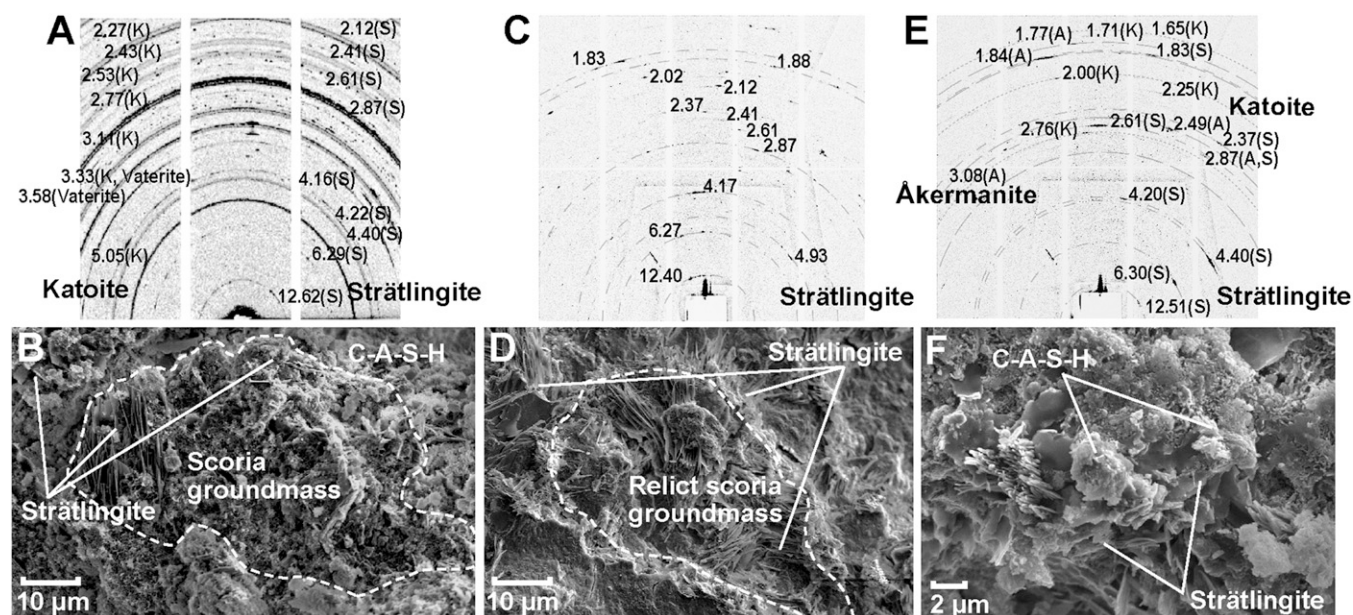 A
2.27(K)
2.12(S)
2.43(K)
2.41(S)
2.53(K)
2.61(S)
2.77(K)
2.87(S)
3.11(K)
3.33(K, Vaterite)
4.16(S)
3.58(Vaterite)
4.22(S)
4.40(S)
5.05(K)
6.29(S)
Katoite
12.62(S)
Strätlingite
C
1.83
1.88
2.02
2.12
2.37
2.41
2.61
2.87
4.17
6.27
4.93
12.40
Strätlingite
E
1.77(A)
1.71(K)
1.65(K)
1.84(A)
1.83(S)
2.00(K)
2.25(K)
Katoite
2.76(K)
2.61(S)
2.49(A)
2.37(S)
2.87(A,S)
3.08(A)
Åkermanite
4.20(S)
4.40(S)
6.30(S)
12.51(S)
Strätlingite
B
C-A-S-H
Scoria
groundmass
Strätlingite
10 µm
D
Strätlingite
Relict scoria
groundmass
10 µm
F
C-A-S-H
Strätlingite
2 µm